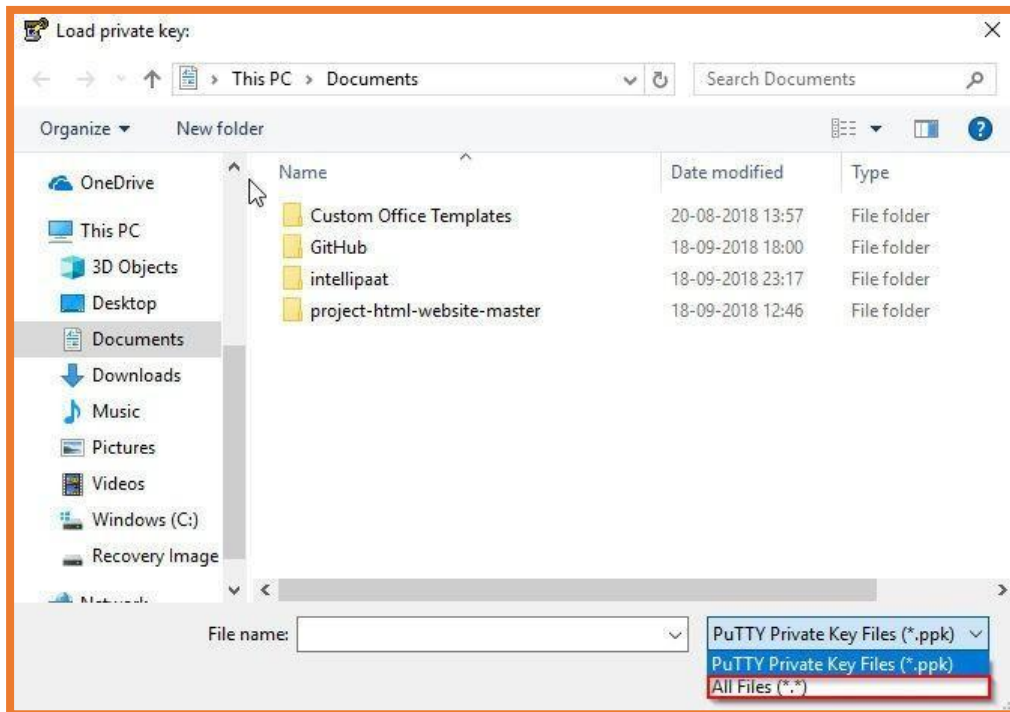 Load private key:
This PC > Documents
Search Documents
Organize
New folder
Name
Date modified
Type
OneDrive
This PC
3D Objects
Desktop
Documents
Downloads
Music
Pictures
Videos
Windows (C:)
Recovery Image
Custom Office Templates 20-08-2018 13:57 File folder
GitHub 18-09-2018 18:00 File folder
intellipaat 18-09-2018 23:17 File folder
project-html-website-master 18-09-2018 12:46 File folder
File name:
PuTTY Private Key Files (*.ppk)
PuTTY Private Key Files (*.ppk)
All Files (*.*)